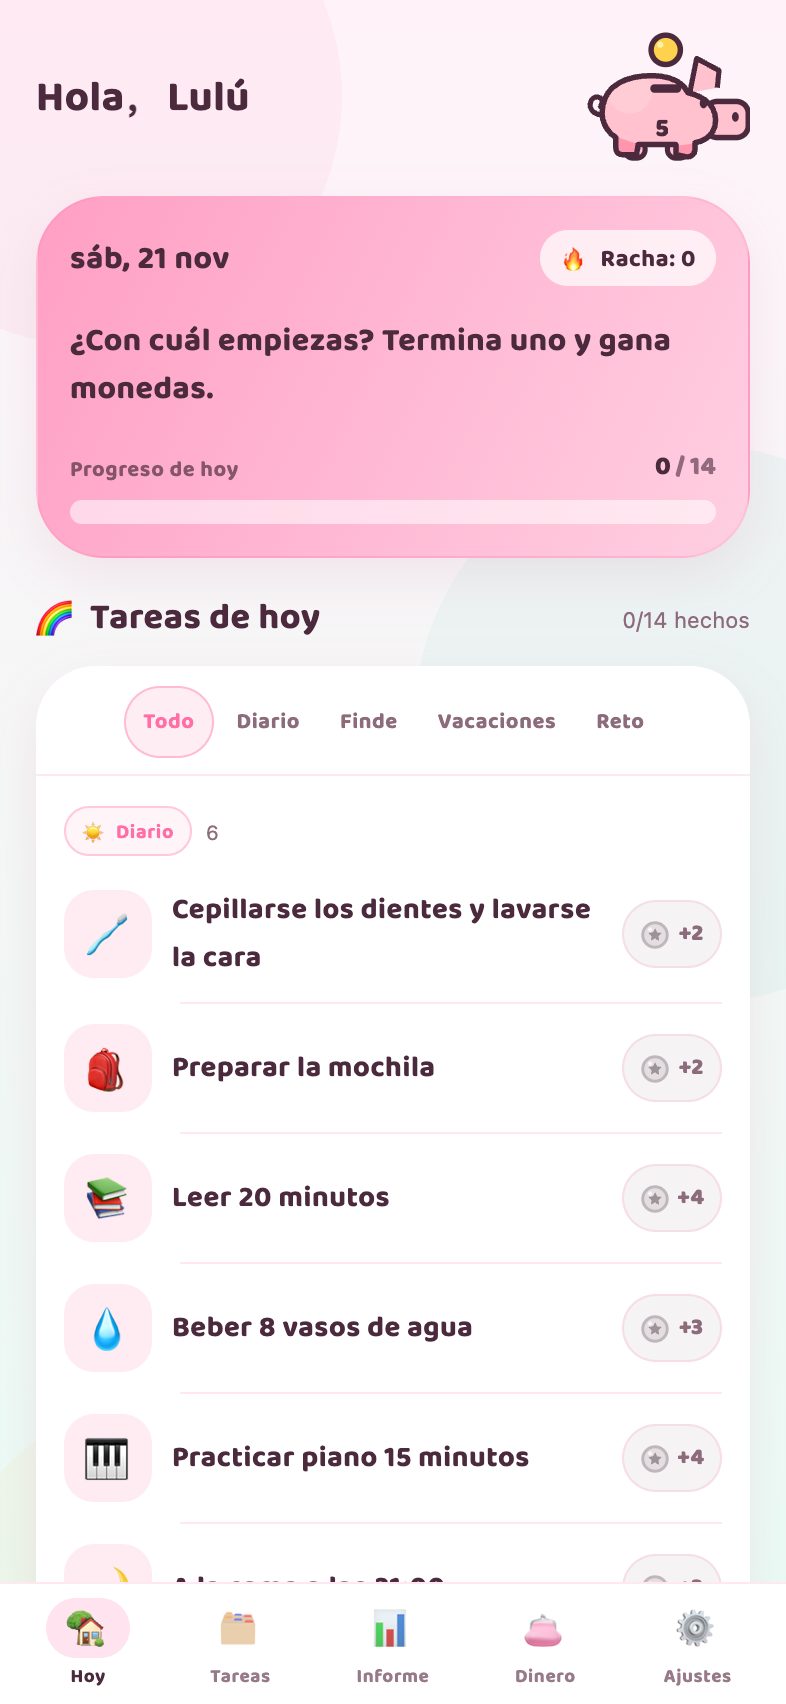 Hola, Lulú
5
sáb, 21 nov
Racha: 0
¿Con cuál empiezas? Termina uno y gana
monedas.
Progreso de hoy
0 / 14
Tareas de hoy
0/14 hechos
Todo
Diario
Finde
Vacaciones
Reto
Diario
6
Cepillarse los dientes y lavarse
la cara
+2
Preparar la mochila
+2
Leer 20 minutos
+4
Beber 8 vasos de agua
+3
Practicar piano 15 minutos
+4
Hoy
Tareas
Informe
Dinero
Ajustes